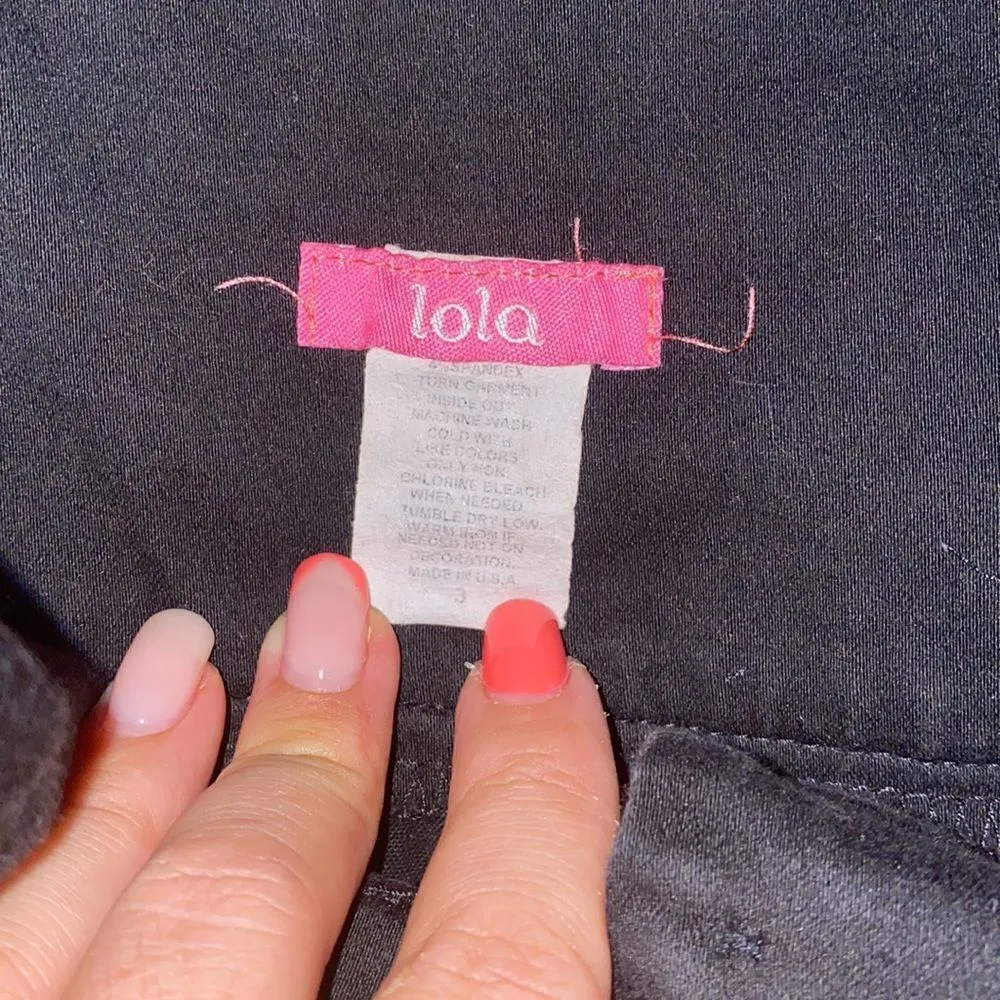 lola
SPANDEX
TURN GARMENT
INSIDE OUT
MACHINE WASH
COLD WITH
LIKE COLORS
ONLY NON
CHLORINE BLEACH
WHEN NEEDED
TUMBLE DRY LOW.
WARM IRON IF
NEEDED NOT ON
DECORATION.
MADE IN U.S.A.
3